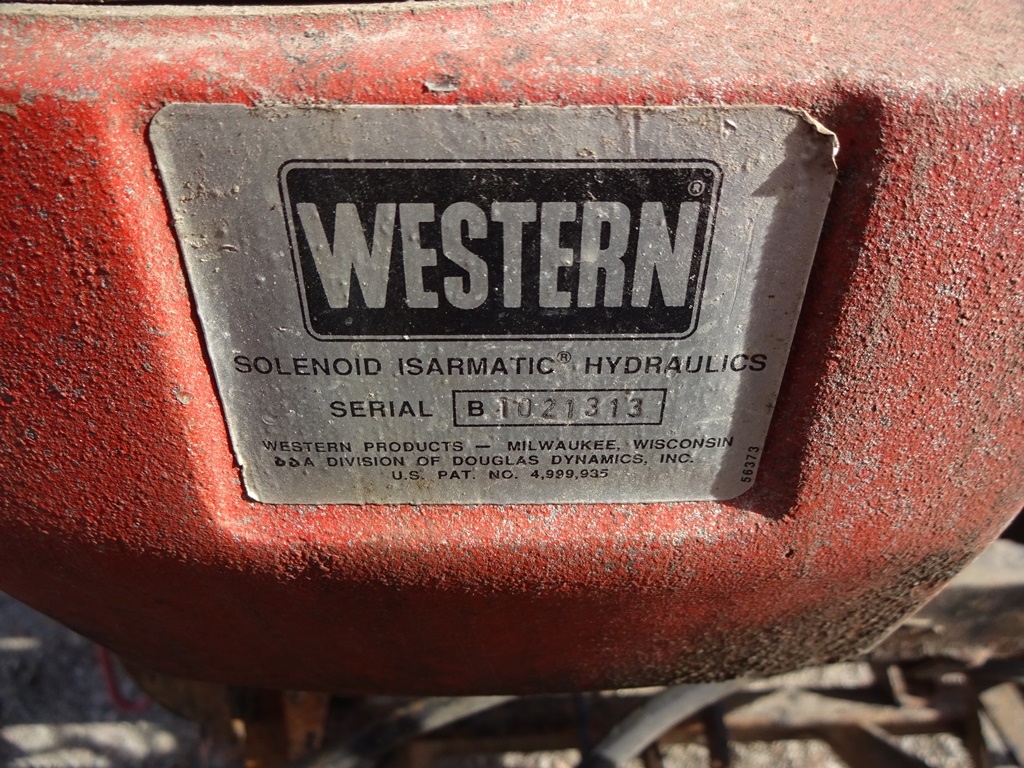 WESTERN ®
SOLENOID ISARMATIC® HYDRAULICS
SERIAL B 1021313
WESTERN PRODUCTS — MILWAUKEE, WISCONSIN
A DIVISION OF DOUGLAS DYNAMICS, INC.
U.S. PAT. NO. 4,999,935
56373